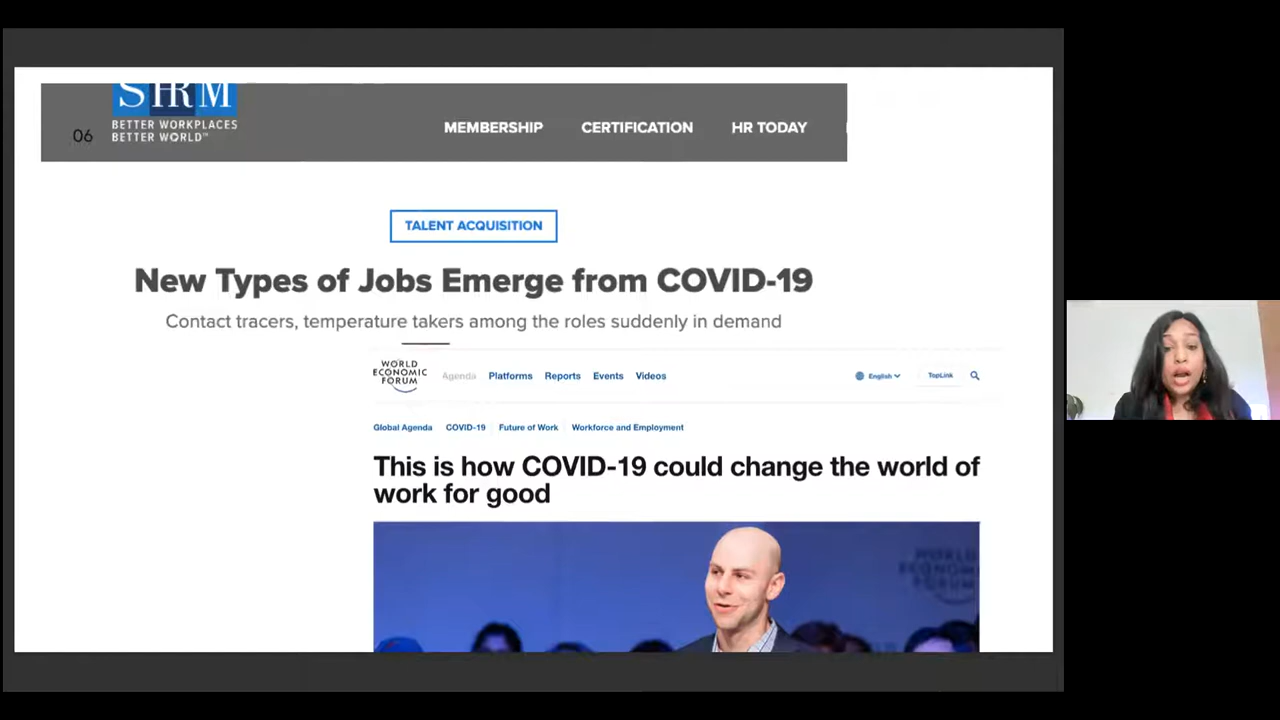 SHRM
BETTER WORKPLACES
BETTER WORLD™
06
MEMBERSHIP CERTIFICATION HR TODAY
TALENT ACQUISITION
New Types of Jobs Emerge from COVID-19
Contact tracers, temperature takers among the roles suddenly in demand
WORLD
ECONOMIC
FORUM
Agenda Platforms Reports Events Videos English TopLink
Global Agenda COVID-19 Future of Work Workforce and Employment
This is how COVID-19 could change the world of
work for good
WORLD
ECONOMIC
FORUM